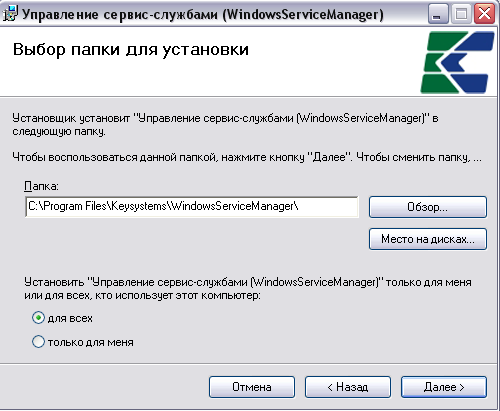 Управление сервис-службами (WindowsServiceManager)
Выбор папки для установки
Установщик установит "Управление сервис-службами (WindowsServiceManager)" в
следующую папку.
Чтобы воспользоваться данной папкой, нажмите кнопку "Далее". Чтобы сменить папку, ...
Папка:
C:\Program Files\Keysystems\WindowsServiceManager\
Обзор...
Место на дисках...
Установить "Управление сервис-службами (WindowsServiceManager)" только для меня
или для всех, кто использует этот компьютер:
для всех
только для меня
Отмена
< Назад
Далее >